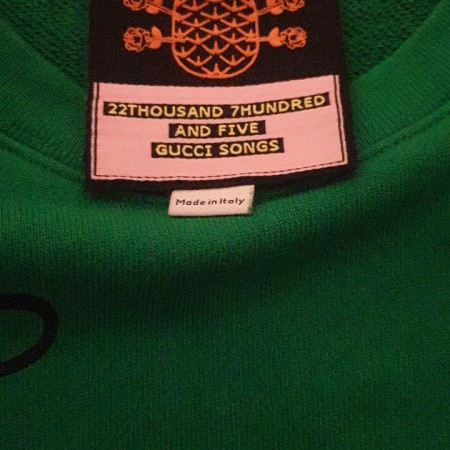 22THOUSAND 7HUNDRED
AND FIVE
GUCCI SONGS
Made in Italy